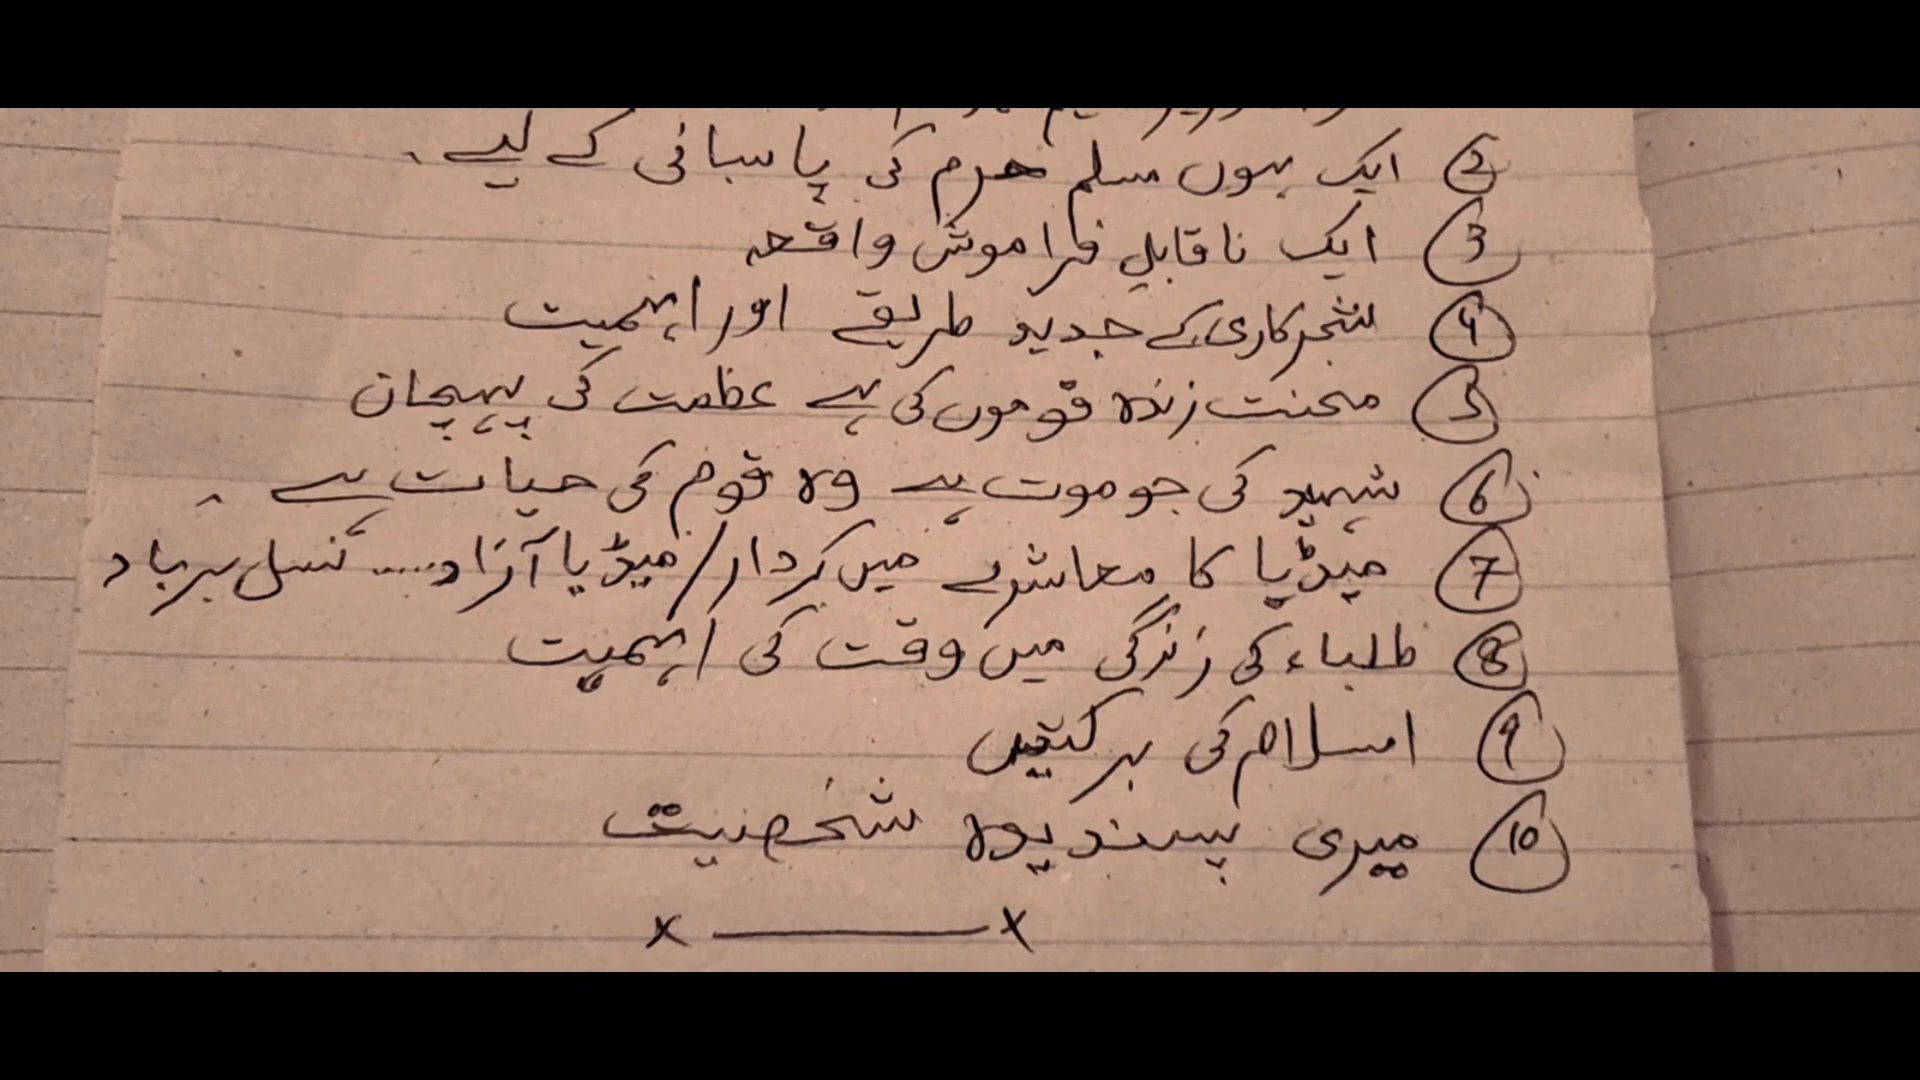 ② ایک ہوں مسلم حرم کی پاسبانی کے لیے۔
③ ایک ناقابلِ فراموش واقعہ
④ شجرکاری کے جدید طریقے اور اہمیت
⑤ محنت زندہ قوموں کی ہے عظمت کی پہچان
⑥ شہید کی جو موت ہے وہ قوم کی حیات ہے۔
⑦ میڈیا کا معاشرے میں کردار/میڈیا آزاد.....نسل برباد
⑧ طلباء کی زندگی میں وقت کی اہمیت
⑨ اسلام کی برکتیں
⑩ میری پسندیدہ شخصیت
x ——— x